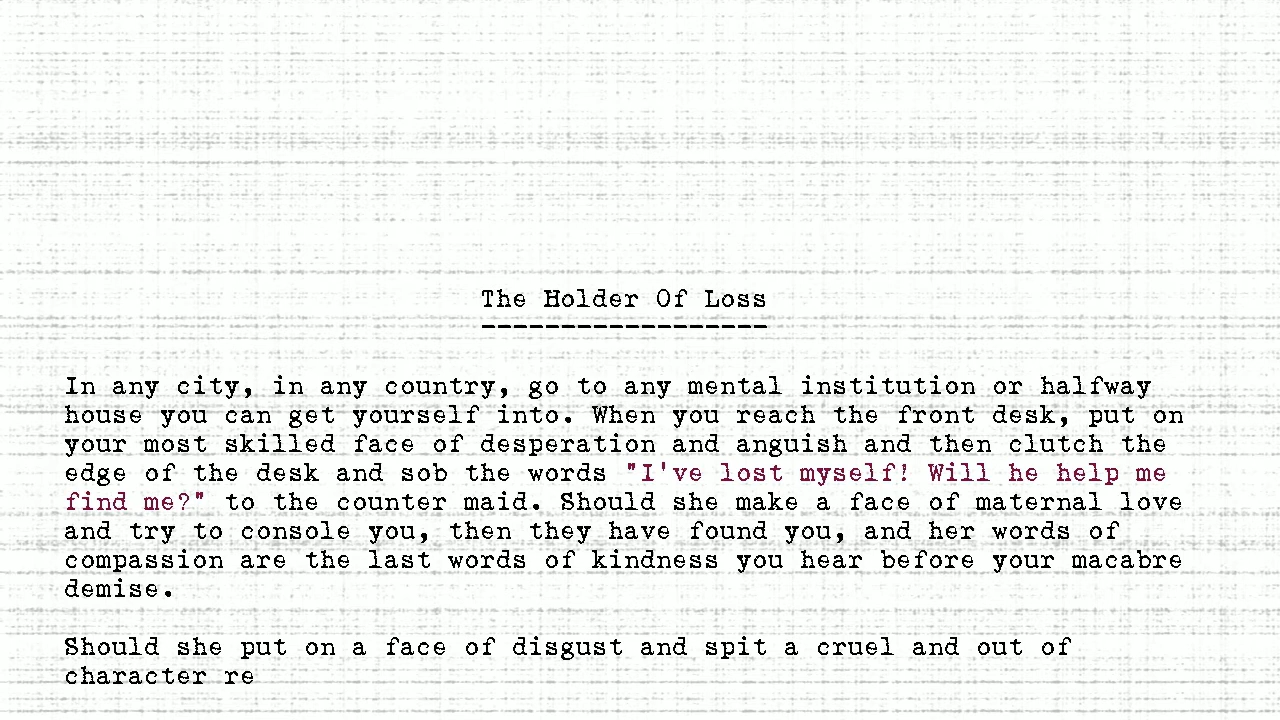 The Holder Of Loss
------------------
In any city, in any country, go to any mental institution or halfway
house you can get yourself into. When you reach the front desk, put on
your most skilled face of desperation and anguish and then clutch the
edge of the desk and sob the words "I've lost myself! Will he help me
find me?" to the counter maid. Should she make a face of maternal love
and try to console you, then they have found you, and her words of
compassion are the last words of kindness you hear before your macabre
demise.
Should she put on a face of disgust and spit a cruel and out of
character re